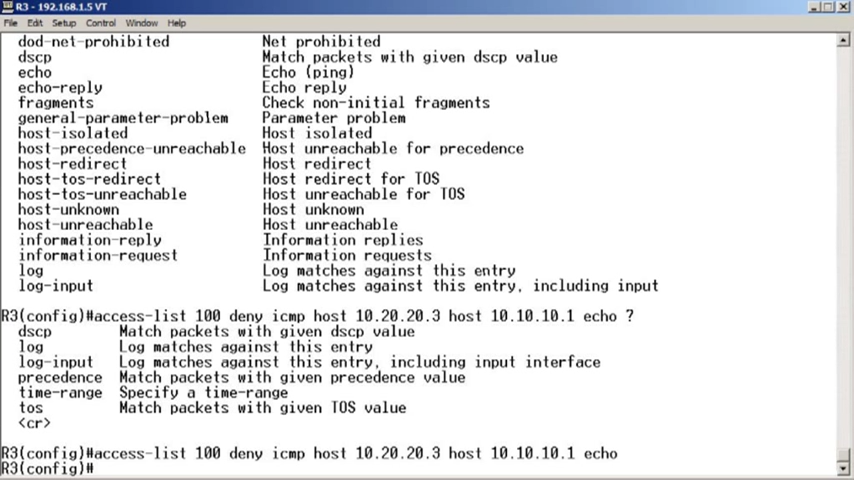 R3 - 192.168.1.5 VT
File Edit Setup Control Window Help
dod-net-prohibited Net prohibited
dscp Match packets with given dscp value
echo Echo (ping)
echo-reply Echo reply
fragments Check non-initial fragments
general-parameter-problem Parameter problem
host-isolated Host isolated
host-precedence-unreachable Host unreachable for precedence
host-redirect Host redirect
host-tos-redirect Host redirect for TOS
host-tos-unreachable Host unreachable for TOS
host-unknown Host unknown
host-unreachable Host unreachable
information-reply Information replies
information-request Information requests
log Log matches against this entry
log-input Log matches against this entry, including input
R3(config)#access-list 100 deny icmp host 10.20.20.3 host 10.10.10.1 echo ?
dscp Match packets with given dscp value
log Log matches against this entry
log-input Log matches against this entry, including input interface
precedence Match packets with given precedence value
time-range Specify a time-range
tos Match packets with given TOS value
<cr>
R3(config)#access-list 100 deny icmp host 10.20.20.3 host 10.10.10.1 echo
R3(config)#